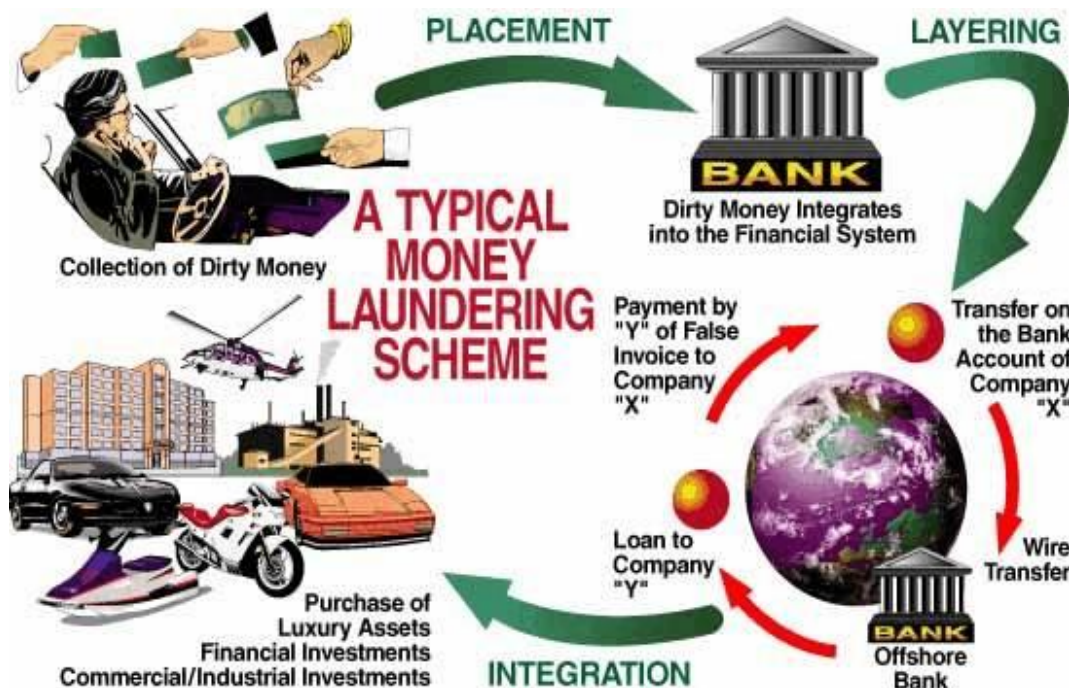 PLACEMENT
LAYERING
BANK
Dirty Money Integrates
into the Financial System
Collection of Dirty Money
A TYPICAL
MONEY
LAUNDERING
SCHEME
Payment by
"Y" of False
Invoice to
Company
"X"
Transfer on
the Bank
Account of
Company
"X"
Loan to
Company
"Y"
Wire
Transfer
BANK
Offshore
Bank
Purchase of
Luxury Assets
Financial Investments
Commercial/Industrial Investments
INTEGRATION